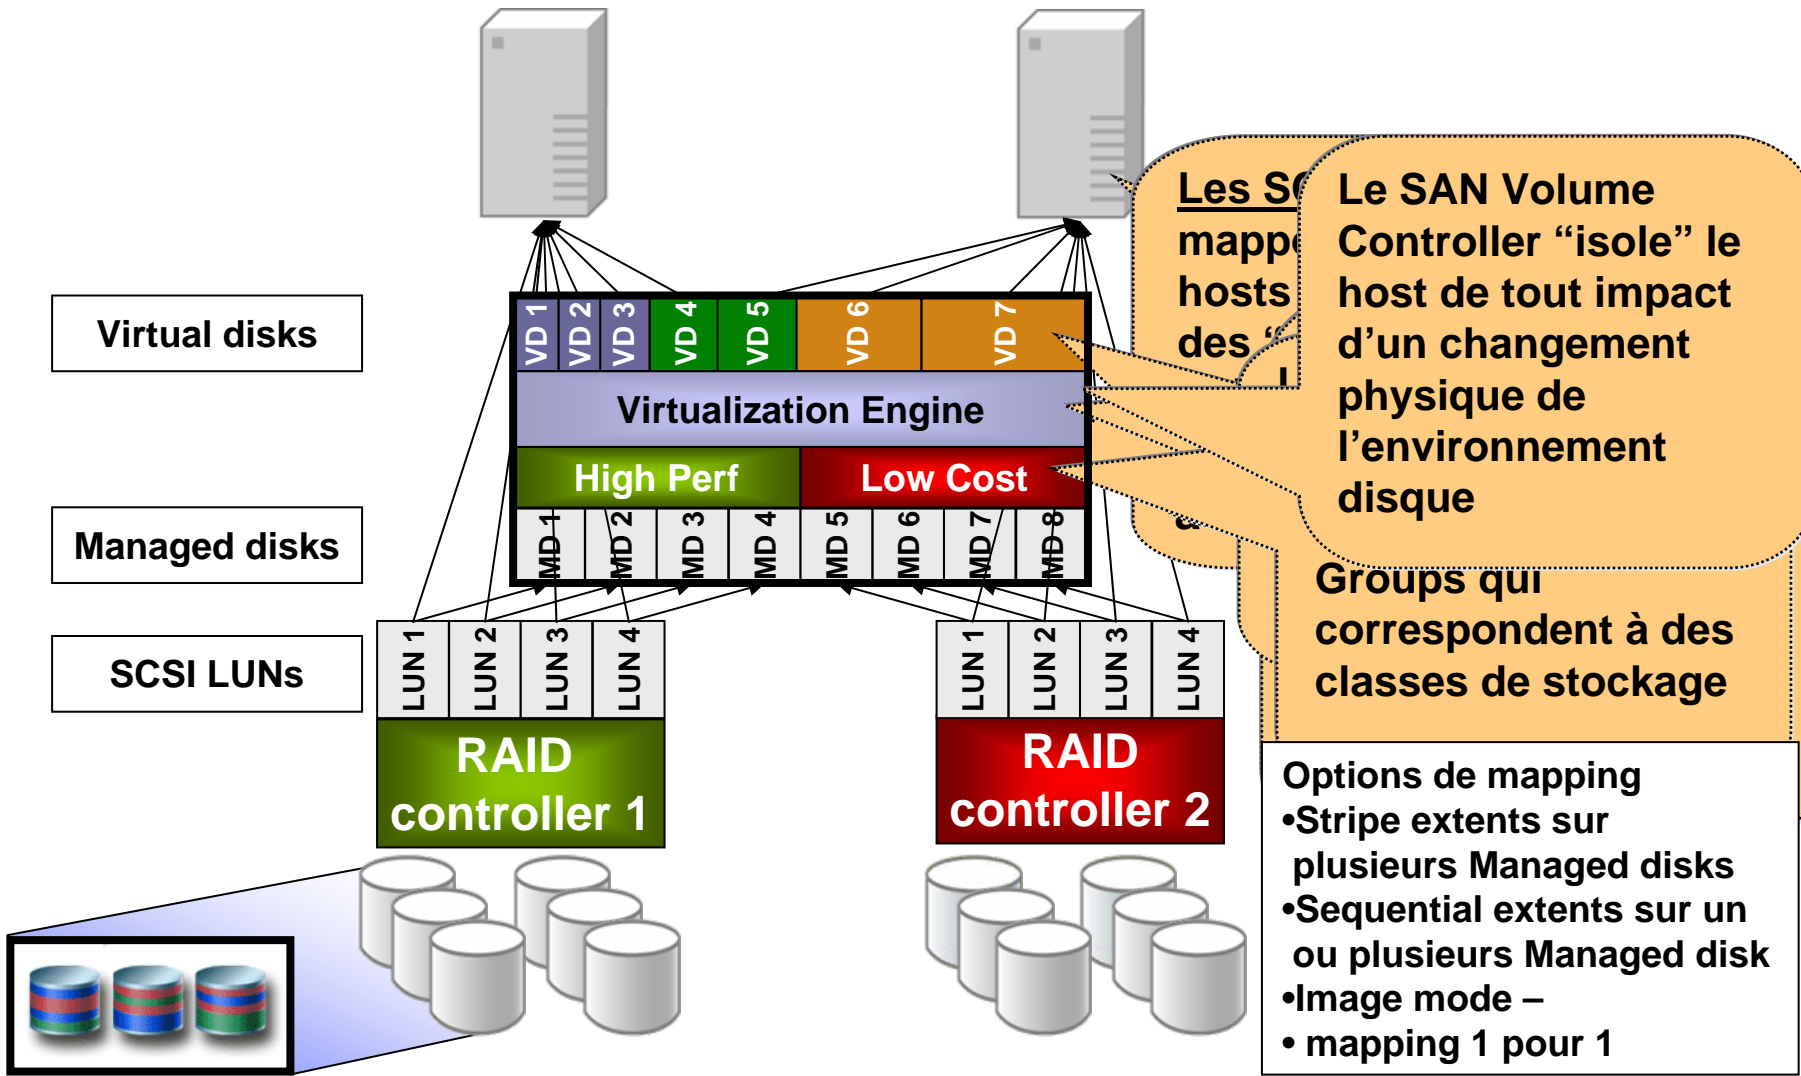 Virtual disks
Managed disks
SCSI LUNs
VD 1
VD 2
VD 3
VD 4
VD 5
VD 6
VD 7
Virtualization Engine
High Perf
Low Cost
MD 1
MD 2
MD 3
MD 4
MD 5
MD 6
MD 7
MD 8
LUN 1
LUN 2
LUN 3
LUN 4
RAID
controller 1
LUN 1
LUN 2
LUN 3
LUN 4
RAID
controller 2
Les
hosts
des
Le SAN Volume
Controller “isole” le
host de tout impact
d’un changement
physique de
l’environnement
disque
Groups qui
correspondent à des
classes de stockage
Options de mapping
•Stripe extents sur
plusieurs Managed disks
•Sequential extents sur un
ou plusieurs Managed disk
•Image mode –
• mapping 1 pour 1